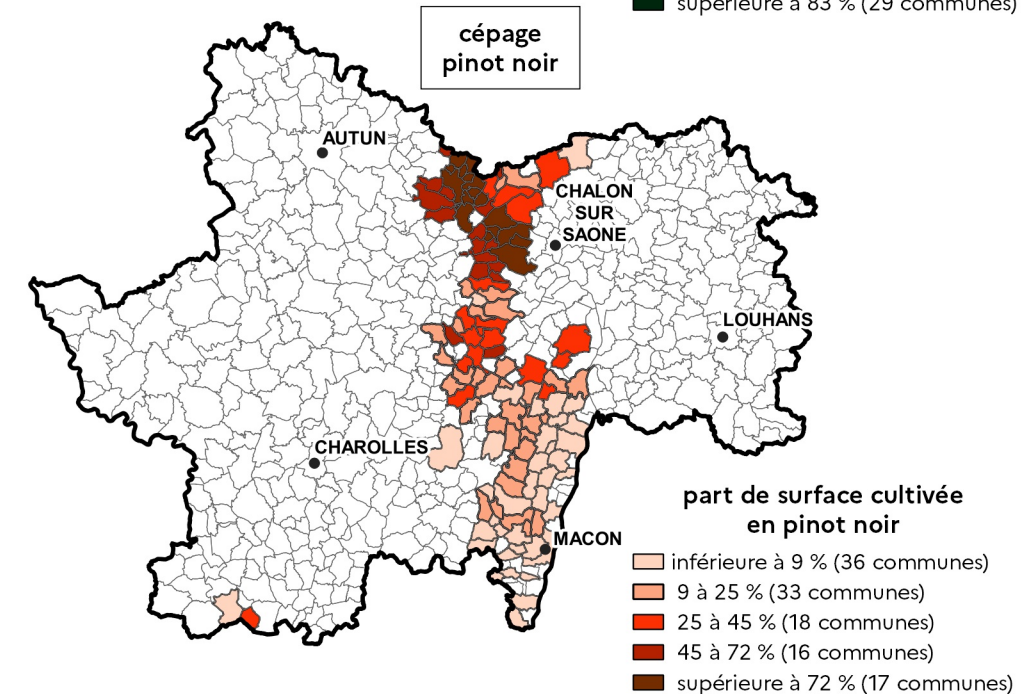 supérieure à 83 % (29 communes)
cépage
pinot noir
AUTUN
CHALON
SUR
SAONE
LOUHANS
CHAROLLES
MACON
part de surface cultivée
en pinot noir
inférieure à 9 % (36 communes)
9 à 25 % (33 communes)
25 à 45 % (18 communes)
45 à 72 % (16 communes)
supérieure à 72 % (17 communes)